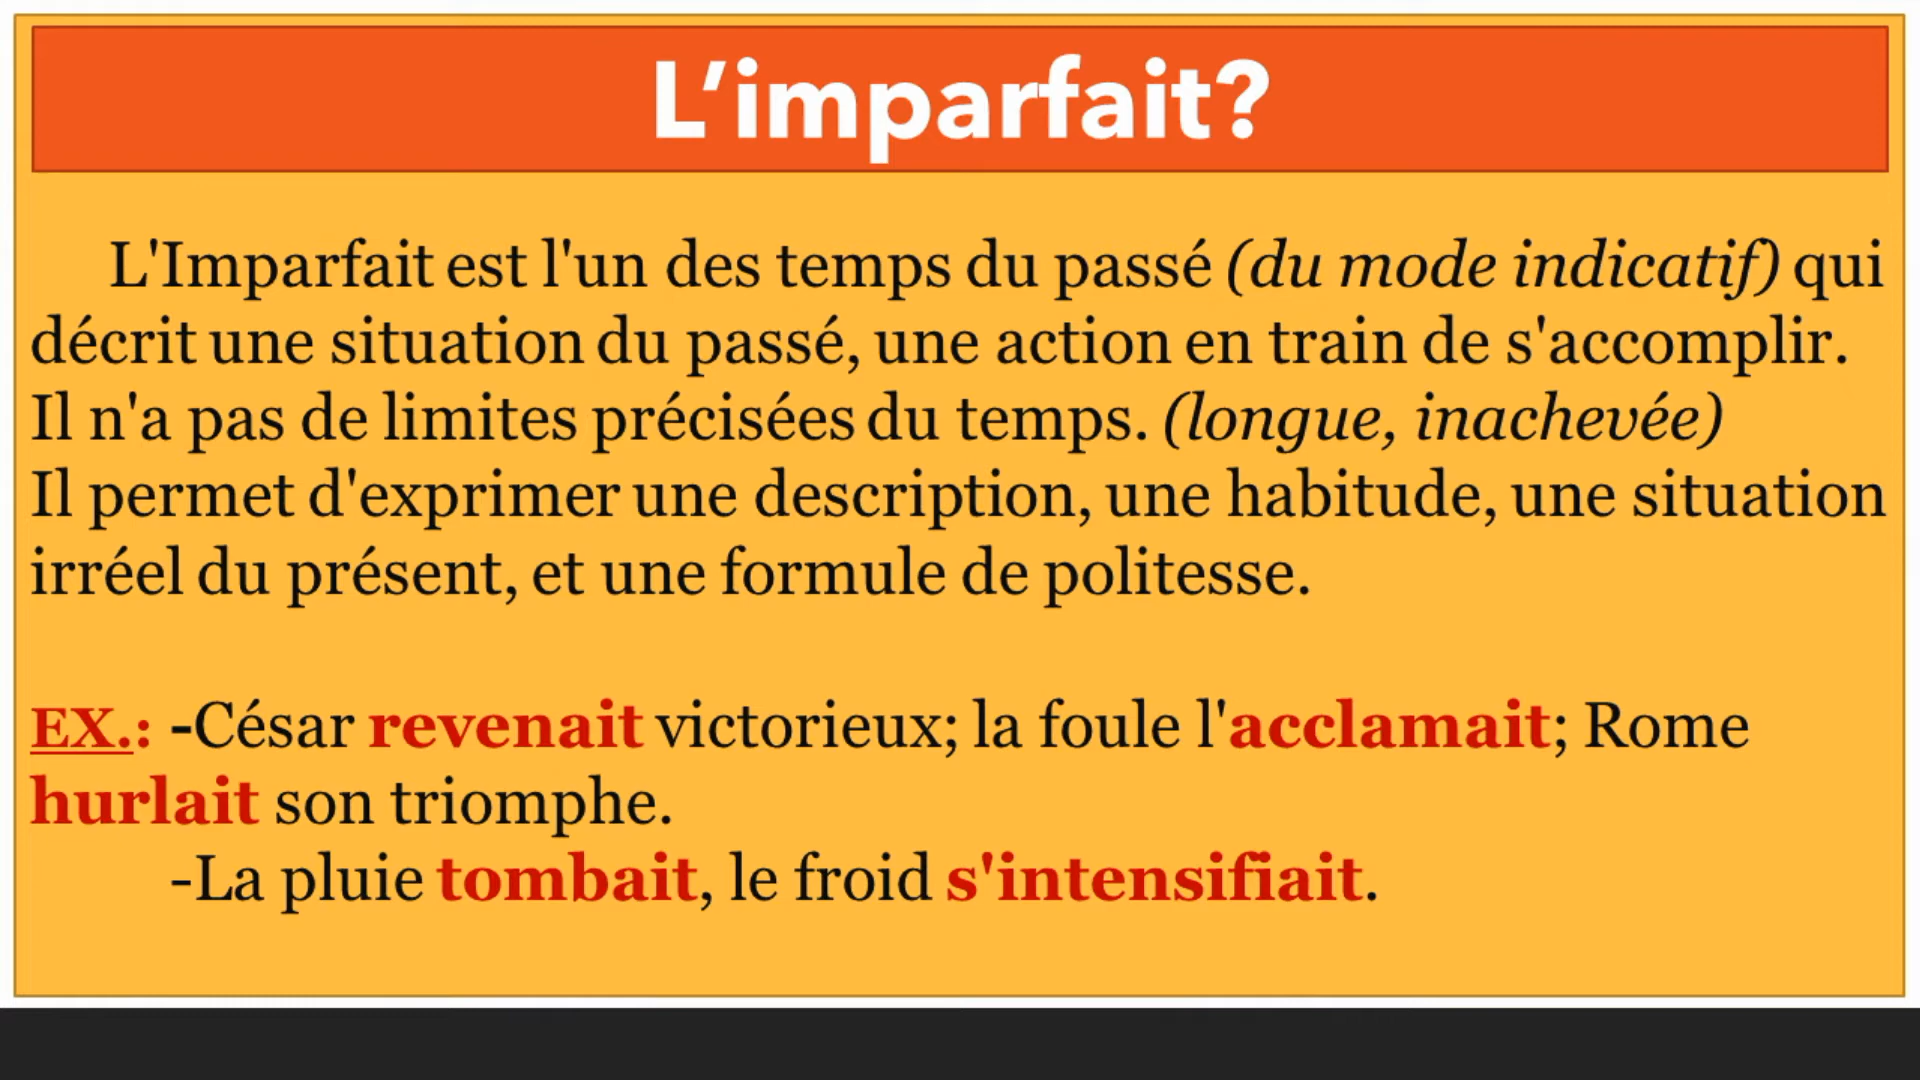 L’imparfait?
L'Imparfait est l'un des temps du passé (du mode indicatif) qui
décrit une situation du passé, une action en train de s'accomplir.
Il n'a pas de limites précisées du temps. (longue, inachevée)
Il permet d'exprimer une description, une habitude, une situation
irréel du présent, et une formule de politesse.
EX.: -César revenait victorieux; la foule l'acclamait; Rome
hurlait son triomphe.
-La pluie tombait, le froid s'intensifiait.